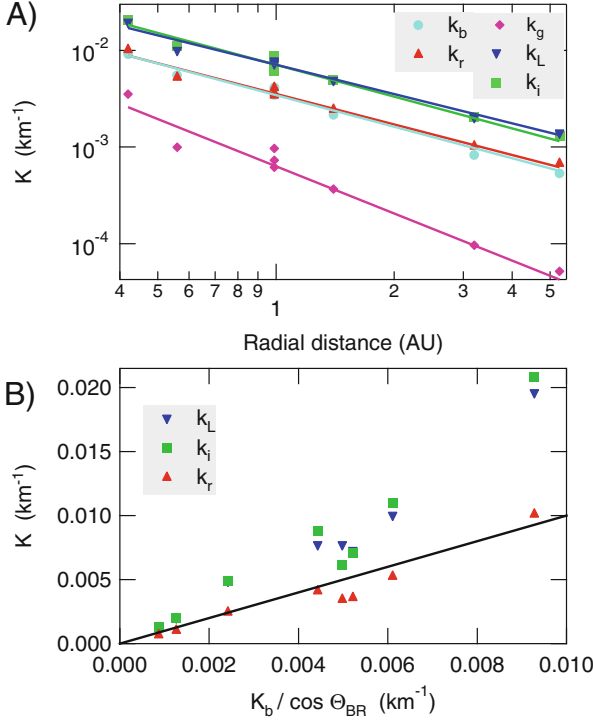 A)
K (km⁻¹)
10⁻²
10⁻³
10⁻⁴
k_b k_g
k_r k_L
k_i
4 5 6 7 8 9 1 2 3 4 5
Radial distance (AU)
B)
K (km⁻¹)
0.020
0.015
0.010
0.005
0.000
k_L
k_i
k_r
0.000 0.002 0.004 0.006 0.008 0.010
K_b / cos Θ_BR (km⁻¹)